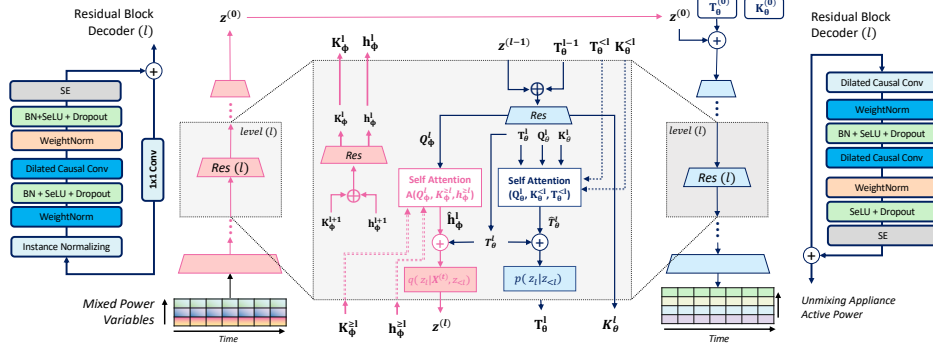 Residual Block
Decoder (l)
SE
BN+SeLU + Dropout
WeightNorm
Dilated Causal Conv
BN + SeLU + Dropout
WeightNorm
Instance Normalizing
1x1 Conv
+
Mixed Power
Variables
Time
z^(0)
level (l)
Res (l)
K_ϕ^l h_ϕ^l
K_ϕ^l h_ϕ^l
Res
K_ϕ^{l+1} h_ϕ^{l+1}
K_ϕ^{≥l} h_ϕ^{≥l}
z^(l−1) T_θ^{l−1} T_θ^{<l} K_θ^{<l}
Res
Q_ϕ^l
T_θ^l Q_θ^l K_θ^l
Self Attention
A(Q_ϕ^l, K_ϕ^{≥l}, h_ϕ^{≥l})
Self Attention
(Q_θ^l, K_θ^{<l}, T_θ^{<l})
ĥ_ϕ^l
T̃_θ^l
+ T_θ^l +
q( z_l|X^(t), z_{<l})
p( z_l|z_{<l})
z^(l)
T_θ^l
K_θ^l
z^(0)
T_θ^(0) K_θ^(0)
+
level (l)
Res (l)
Time
Residual Block
Decoder (l)
Dilated Causal Conv
WeightNorm
BN + SeLU + Dropout
Dilated Causal Conv
WeightNorm
SeLU + Dropout
SE
+
Unmixing Appliance
Active Power